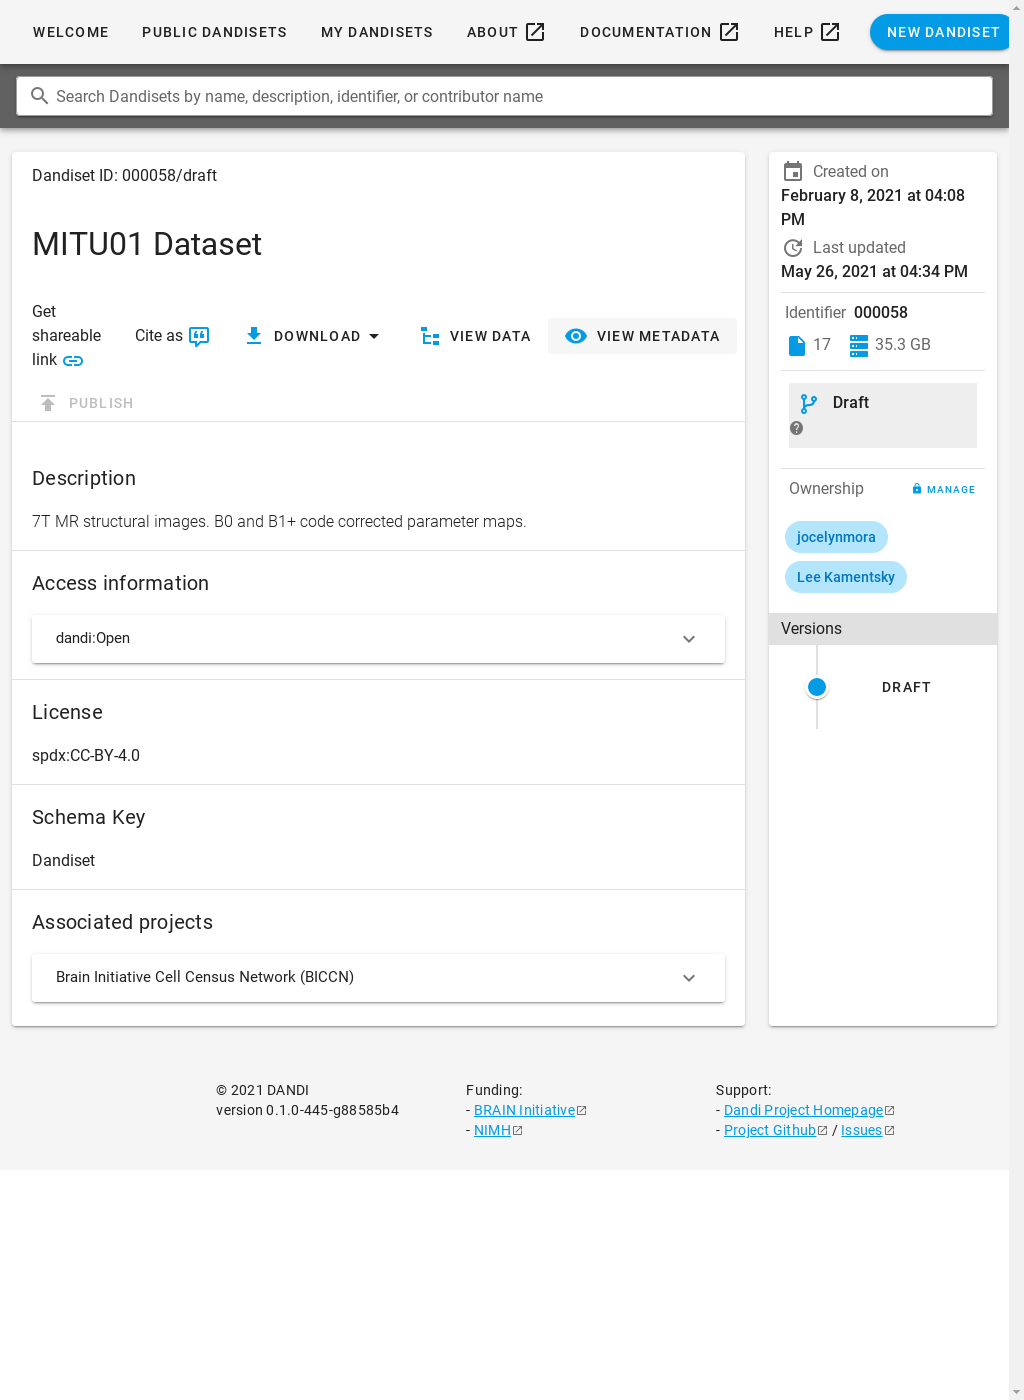 WELCOME PUBLIC DANDISETS MY DANDISETS ABOUT DOCUMENTATION HELP NEW DANDISET
Search Dandisets by name, description, identifier, or contributor name
Dandiset ID: 000058/draft
MITU01 Dataset
Get shareable link
Cite as
DOWNLOAD
VIEW DATA
VIEW METADATA
PUBLISH
Description
7T MR structural images. B0 and B1+ code corrected parameter maps.
Access information
dandi:Open
License
spdx:CC-BY-4.0
Schema Key
Dandiset
Associated projects
Brain Initiative Cell Census Network (BICCN)
Created on
February 8, 2021 at 04:08
PM
Last updated
May 26, 2021 at 04:34 PM
Identifier 000058
17 35.3 GB
Draft
Ownership MANAGE
jocelynmora
Lee Kamentsky
Versions
DRAFT
© 2021 DANDI
version 0.1.0-445-g88585b4
Funding:
- BRAIN Initiative
- NIMH
Support:
- Dandi Project Homepage
- Project Github / Issues